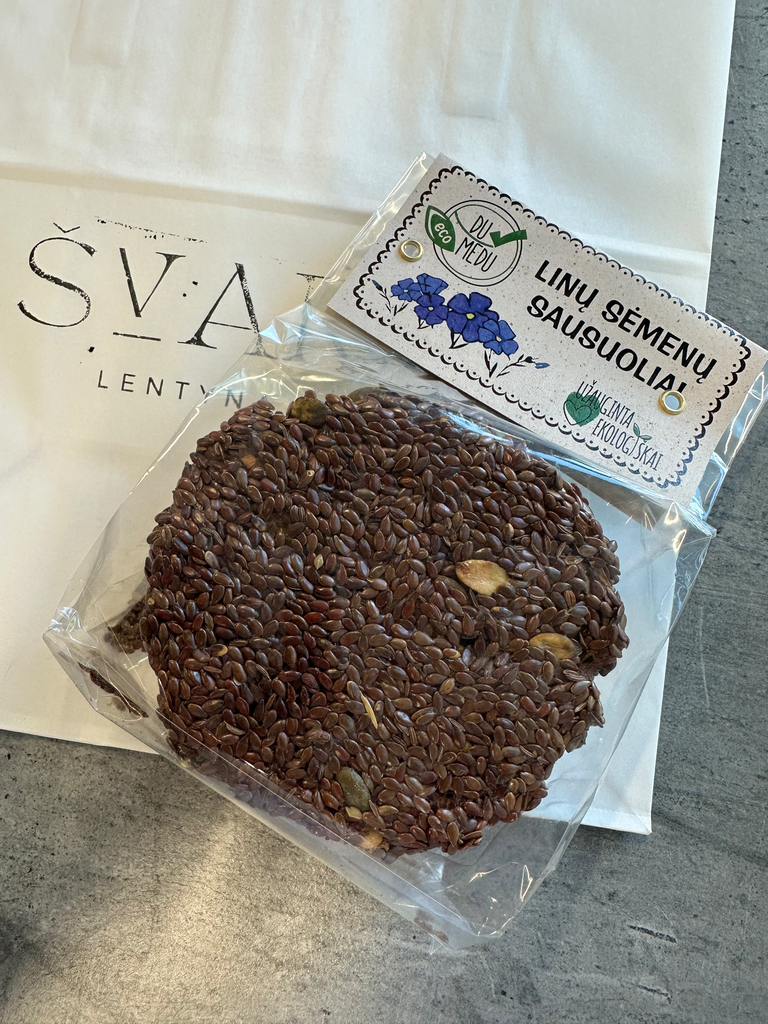 ŠVA
LENTYN
eco
DU
MEDU
LINŲ SĖMENŲ
SAUSUOLIAI
UŽAUGINTA
EKOLOGIŠKAI